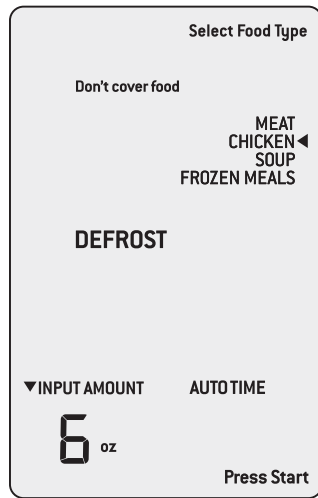 Select Food Type
Don't cover food
MEAT
CHICKEN◀
SOUP
FROZEN MEALS
DEFROST
▼INPUT AMOUNT AUTO TIME
6 oz
Press Start